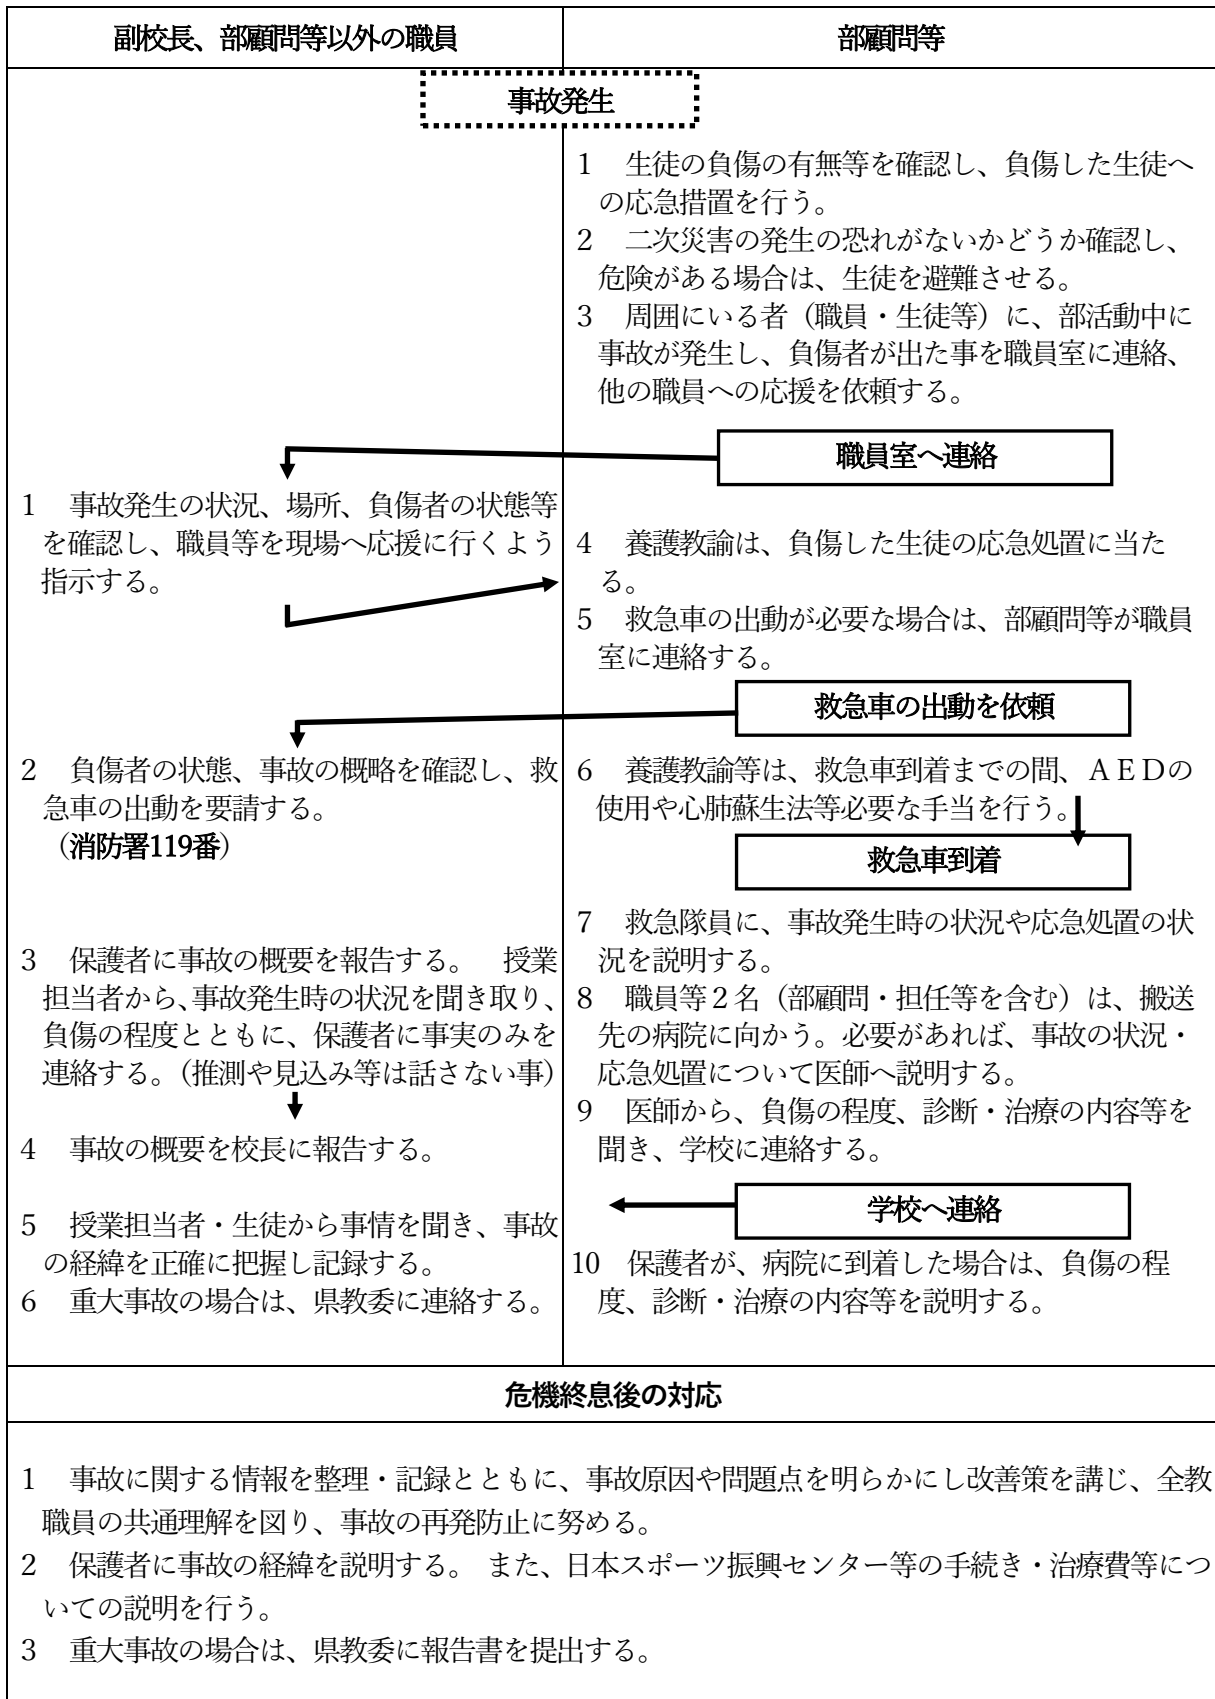 副校長、部顧問等以外の職員
部顧問等
事故発生
1 生徒の負傷の有無等を確認し、負傷した生徒へ
の応急措置を行う。
2 二次災害の発生の恐れがないかどうか確認し、
危険がある場合は、生徒を避難させる。
3 周囲にいる者（職員・生徒等）に、部活動中に
事故が発生し、負傷者が出た事を職員室に連絡、
他の職員への応援を依頼する。
職員室へ連絡
1 事故発生の状況、場所、負傷者の状態等
を確認し、職員等を現場へ応援に行くよう
指示する。
4 養護教諭は、負傷した生徒の応急処置に当た
る。
5 救急車の出動が必要な場合は、部顧問等が職員
室に連絡する。
救急車の出動を依頼
2 負傷者の状態、事故の概略を確認し、救
急車の出動を要請する。
（消防署119番）
6 養護教諭等は、救急車到着までの間、ＡＥＤの
使用や心肺蘇生法等必要な手当を行う。
救急車到着
7 救急隊員に、事故発生時の状況や応急処置の状
況を説明する。
3 保護者に事故の概要を報告する。 授業
担当者から、事故発生時の状況を聞き取り、
負傷の程度とともに、保護者に事実のみを
連絡する。（推測や見込み等は話さない事）
8 職員等２名（部顧問・担任等を含む）は、搬送
先の病院に向かう。必要があれば、事故の状況・
応急処置について医師へ説明する。
9 医師から、負傷の程度、診断・治療の内容等を
聞き、学校に連絡する。
4 事故の概要を校長に報告する。
学校へ連絡
5 授業担当者・生徒から事情を聞き、事故
の経緯を正確に把握し記録する。
6 重大事故の場合は、県教委に連絡する。
10 保護者が、病院に到着した場合は、負傷の程
度、診断・治療の内容等を説明する。
危機終息後の対応
1 事故に関する情報を整理・記録とともに、事故原因や問題点を明らかにし改善策を講じ、全教
職員の共通理解を図り、事故の再発防止に努める。
2 保護者に事故の経緯を説明する。 また、日本スポーツ振興センター等の手続き・治療費等につ
いての説明を行う。
3 重大事故の場合は、県教委に報告書を提出する。